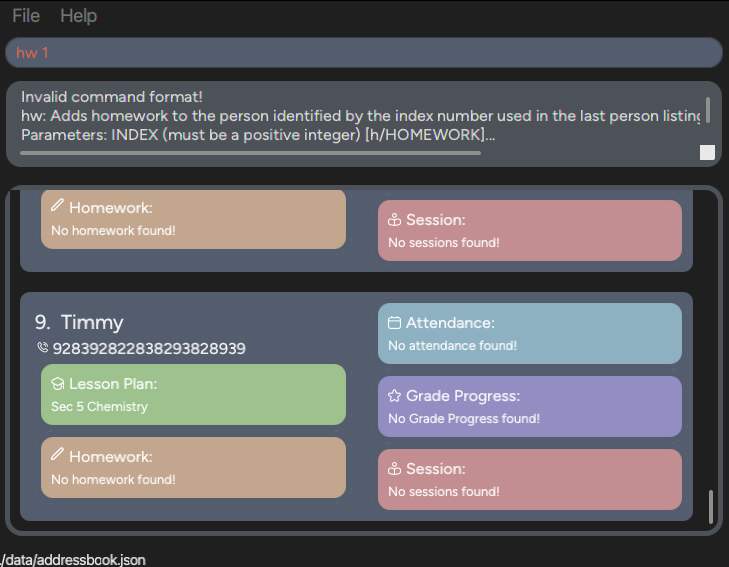 File Help
hw 1
Invalid command format!
hw: Adds homework to the person identified by the index number used in the last person listing
Parameters: INDEX (must be a positive integer) [h/HOMEWORK]...
Homework:
No homework found!
Session:
No sessions found!
9. Timmy
928392822838293828939
Lesson Plan:
Sec 5 Chemistry
Homework:
No homework found!
Attendance:
No attendance found!
Grade Progress:
No Grade Progress found!
Session:
No sessions found!
./data/addressbook.json